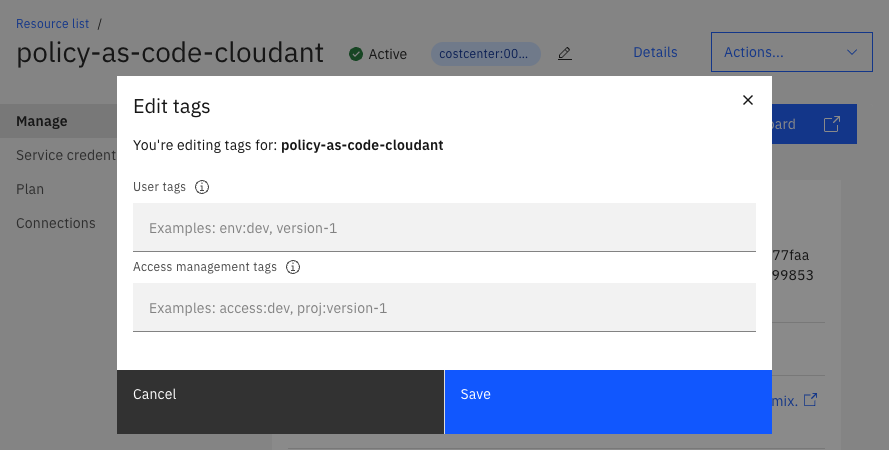 Resource list /
policy-as-code-cloudant Active costcenter:00... Details Actions...
Edit tags
You're editing tags for: policy-as-code-cloudant
User tags
Examples: env:dev, version-1
Access management tags
Examples: access:dev, proj:version-1
Cancel Save
Manage
Service credent
Plan
Connections
oard
77faa
99853
mix.